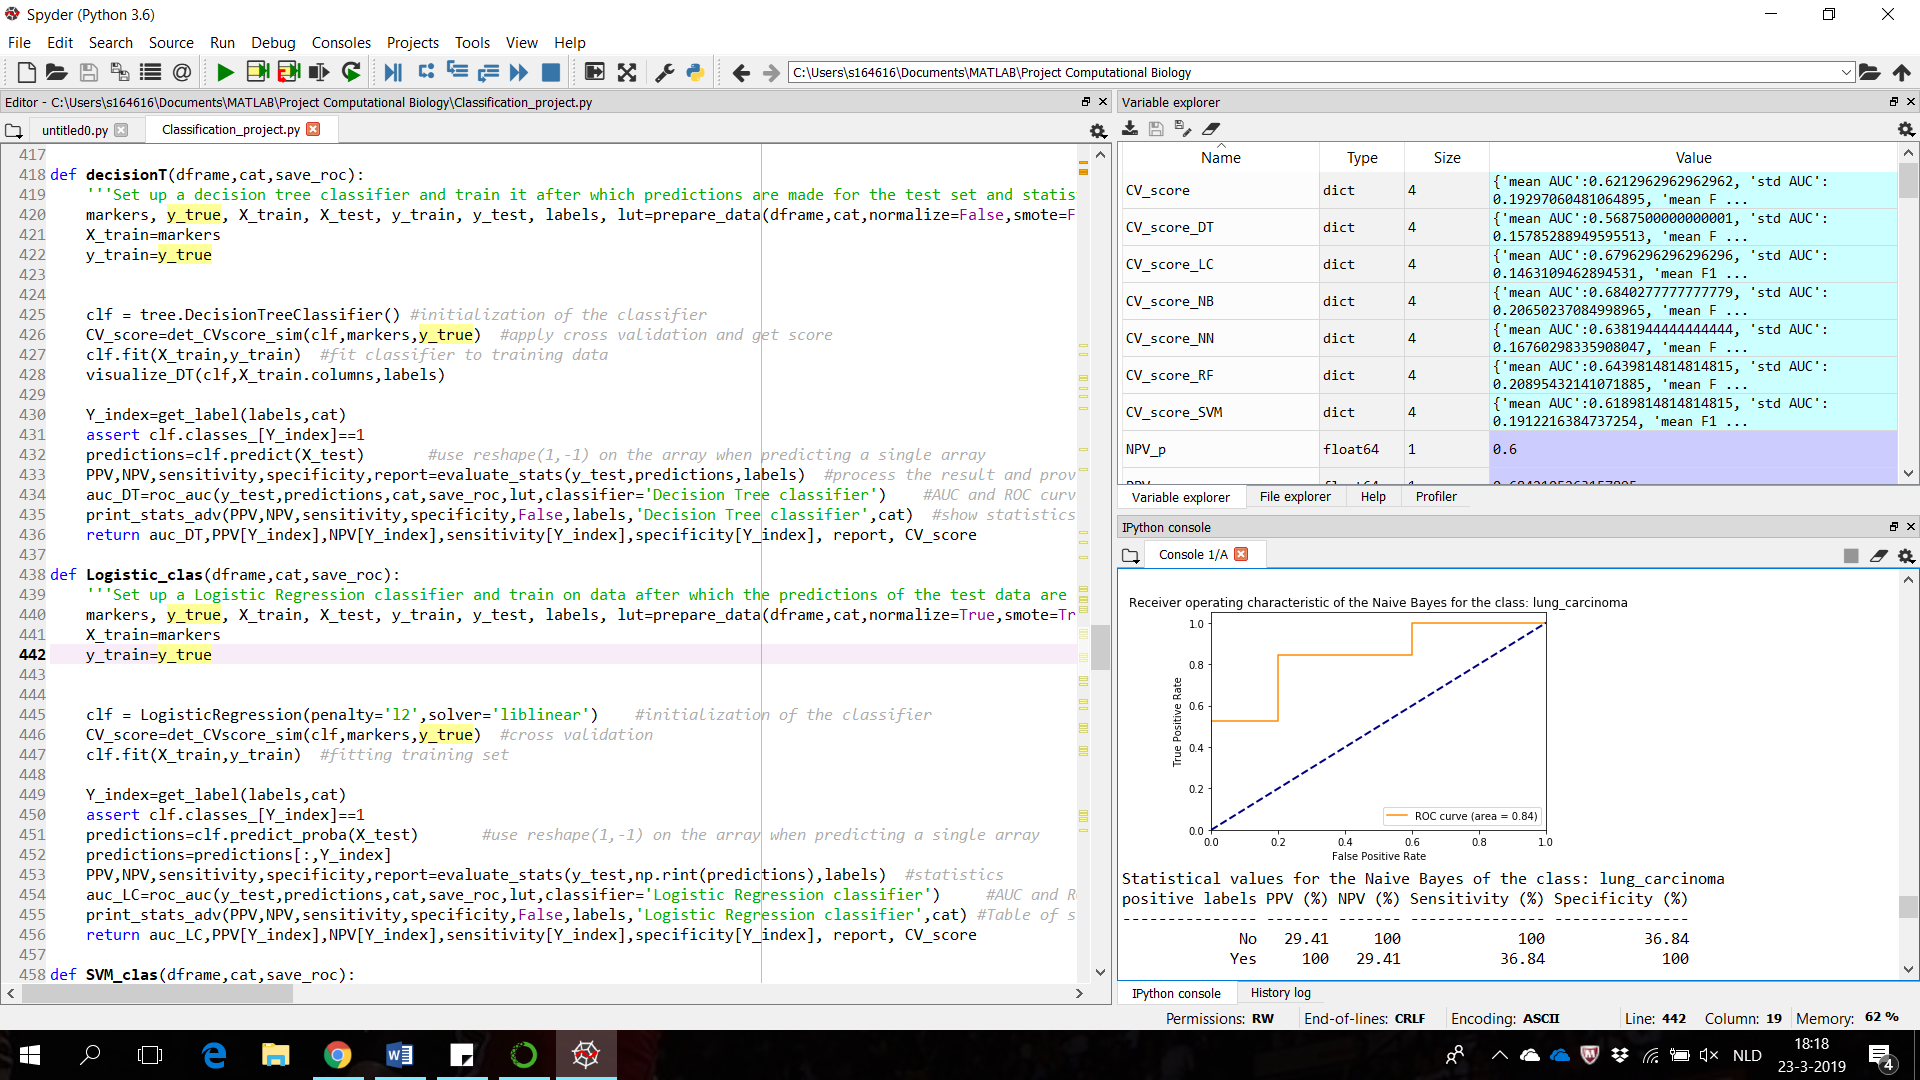 Spyder (Python 3.6)
File Edit Search Source Run Debug Consoles Projects Tools View Help
C:\Users\s164616\Documents\MATLAB\Project Computational Biology
Editor - C:\Users\s164616\Documents\MATLAB\Project Computational Biology\Classification_project.py
untitled0.py Classification_project.py
417
418 def decisionT(dframe,cat,save_roc):
419 '''Set up a decision tree classifier and train it after which predictions are made for the test set and statis
420 markers, y_true, X_train, X_test, y_train, y_test, labels, lut=prepare_data(dframe,cat,normalize=False,smote=F
421 X_train=markers
422 y_train=y_true
423
424
425 clf = tree.DecisionTreeClassifier() #initialization of the classifier
426 CV_score=det_CVscore_sim(clf,markers,y_true) #apply cross validation and get score
427 clf.fit(X_train,y_train) #fit classifier to training data
428 visualize_DT(clf,X_train.columns,labels)
429
430 Y_index=get_label(labels,cat)
431 assert clf.classes_[Y_index]==1
432 predictions=clf.predict(X_test) #use reshape(1,-1) on the array when predicting a single array
433 PPV,NPV,sensitivity,specificity,report=evaluate_stats(y_test,predictions,labels) #process the result and prov
434 auc_DT=roc_auc(y_test,predictions,cat,save_roc,lut,classifier='Decision Tree classifier') #AUC and ROC curv
435 print_stats_adv(PPV,NPV,sensitivity,specificity,False,labels,'Decision Tree classifier',cat) #show statistics
436 return auc_DT,PPV[Y_index],NPV[Y_index],sensitivity[Y_index],specificity[Y_index], report, CV_score
437
438 def Logistic_clas(dframe,cat,save_roc):
439 '''Set up a Logistic Regression classifier and train on data after which the predictions of the test data are
440 markers, y_true, X_train, X_test, y_train, y_test, labels, lut=prepare_data(dframe,cat,normalize=True,smote=Tr
441 X_train=markers
442 y_train=y_true
443
444
445 clf = LogisticRegression(penalty='l2',solver='liblinear') #initialization of the classifier
446 CV_score=det_CVscore_sim(clf,markers,y_true) #cross validation
447 clf.fit(X_train,y_train) #fitting training set
448
449 Y_index=get_label(labels,cat)
450 assert clf.classes_[Y_index]==1
451 predictions=clf.predict_proba(X_test) #use reshape(1,-1) on the array when predicting a single array
452 predictions=predictions[:,Y_index]
453 PPV,NPV,sensitivity,specificity,report=evaluate_stats(y_test,np.rint(predictions),labels) #statistics
454 auc_LC=roc_auc(y_test,predictions,cat,save_roc,lut,classifier='Logistic Regression classifier') #AUC and R
455 print_stats_adv(PPV,NPV,sensitivity,specificity,False,labels,'Logistic Regression classifier',cat) #Table of s
456 return auc_LC,PPV[Y_index],NPV[Y_index],sensitivity[Y_index],specificity[Y_index], report, CV_score
457
458 def SVM_clas(dframe,cat,save_roc):
Variable explorer
Name Type Size Value
CV_score dict 4 {'mean AUC':0.6212962962962962, 'std AUC':
0.19297060481064895, 'mean F ...
CV_score_DT dict 4 {'mean AUC':0.5687500000000001, 'std AUC':
0.15785288949595513, 'mean F ...
CV_score_LC dict 4 {'mean AUC':0.6796296296296296, 'std AUC':
0.1463109462894531, 'mean F1 ...
CV_score_NB dict 4 {'mean AUC':0.6840277777777779, 'std AUC':
0.20650237084998965, 'mean F ...
CV_score_NN dict 4 {'mean AUC':0.6381944444444444, 'std AUC':
0.16760298335908047, 'mean F ...
CV_score_RF dict 4 {'mean AUC':0.6439814814814815, 'std AUC':
0.20895432141071885, 'mean F ...
CV_score_SVM dict 4 {'mean AUC':0.6189814814814815, 'std AUC':
0.1912216384737254, 'mean F1 ...
NPV_p float64 1 0.6
Variable explorer File explorer Help Profiler
IPython console
Console 1/A
Receiver operating characteristic of the Naive Bayes for the class: lung_carcinoma
1.0
0.8
0.6
0.4
0.2
0.0
True Positive Rate
ROC curve (area = 0.84)
0.0 0.2 0.4 0.6 0.8 1.0
False Positive Rate
Statistical values for the Naive Bayes of the class: lung_carcinoma
positive labels PPV (%) NPV (%) Sensitivity (%) Specificity (%)
--------------- ------- ------- --------------- ---------------
No 29.41 100 100 36.84
Yes 100 29.41 36.84 100
IPython console History log
Permissions: RW End-of-lines: CRLF Encoding: ASCII Line: 442 Column: 19 Memory: 62 %
NLD
18:18
23-3-2019
4